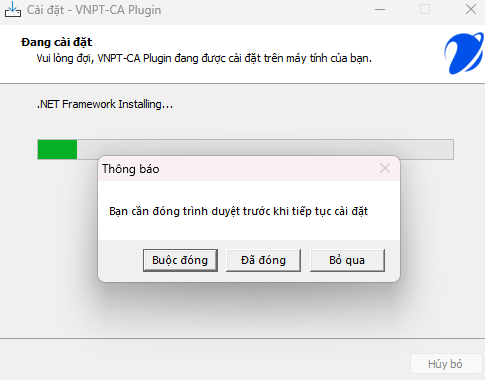 Cài đặt - VNPT-CA Plugin
Đang cài đặt
Vui lòng đợi, VNPT-CA Plugin đang được cài đặt trên máy tính của bạn.
.NET Framework Installing...
Thông báo
Bạn cần đóng trình duyệt trước khi tiếp tục cài đặt
Buộc đóng
Đã đóng
Bỏ qua
Hủy bỏ